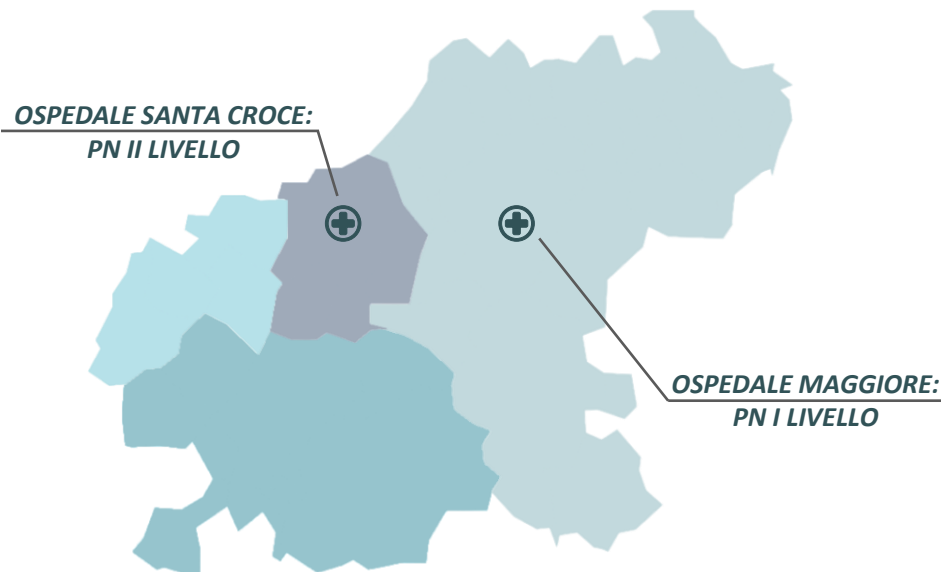 OSPEDALE SANTA CROCE:
PN II LIVELLO
OSPEDALE MAGGIORE:
PN I LIVELLO